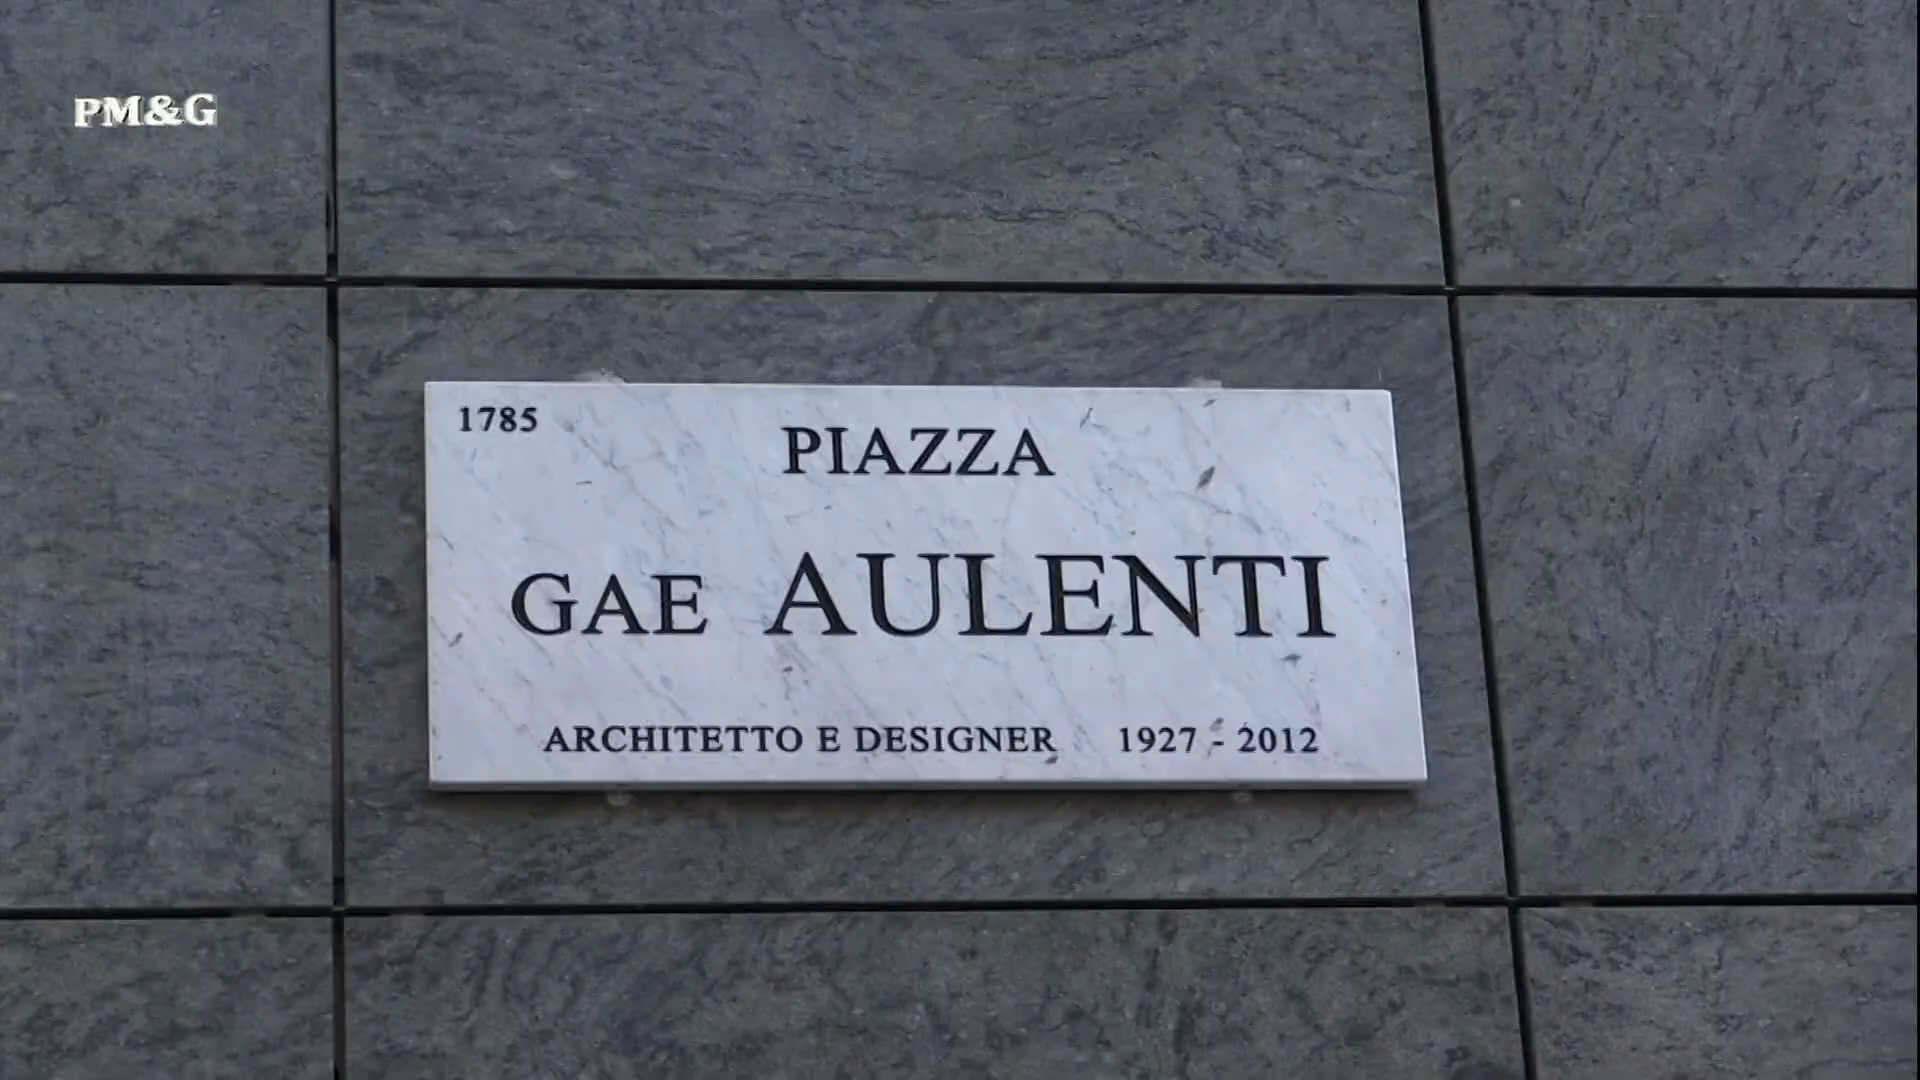 PM&G
1785
PIAZZA
GAE AULENTI
ARCHITETTO E DESIGNER 1927 - 2012